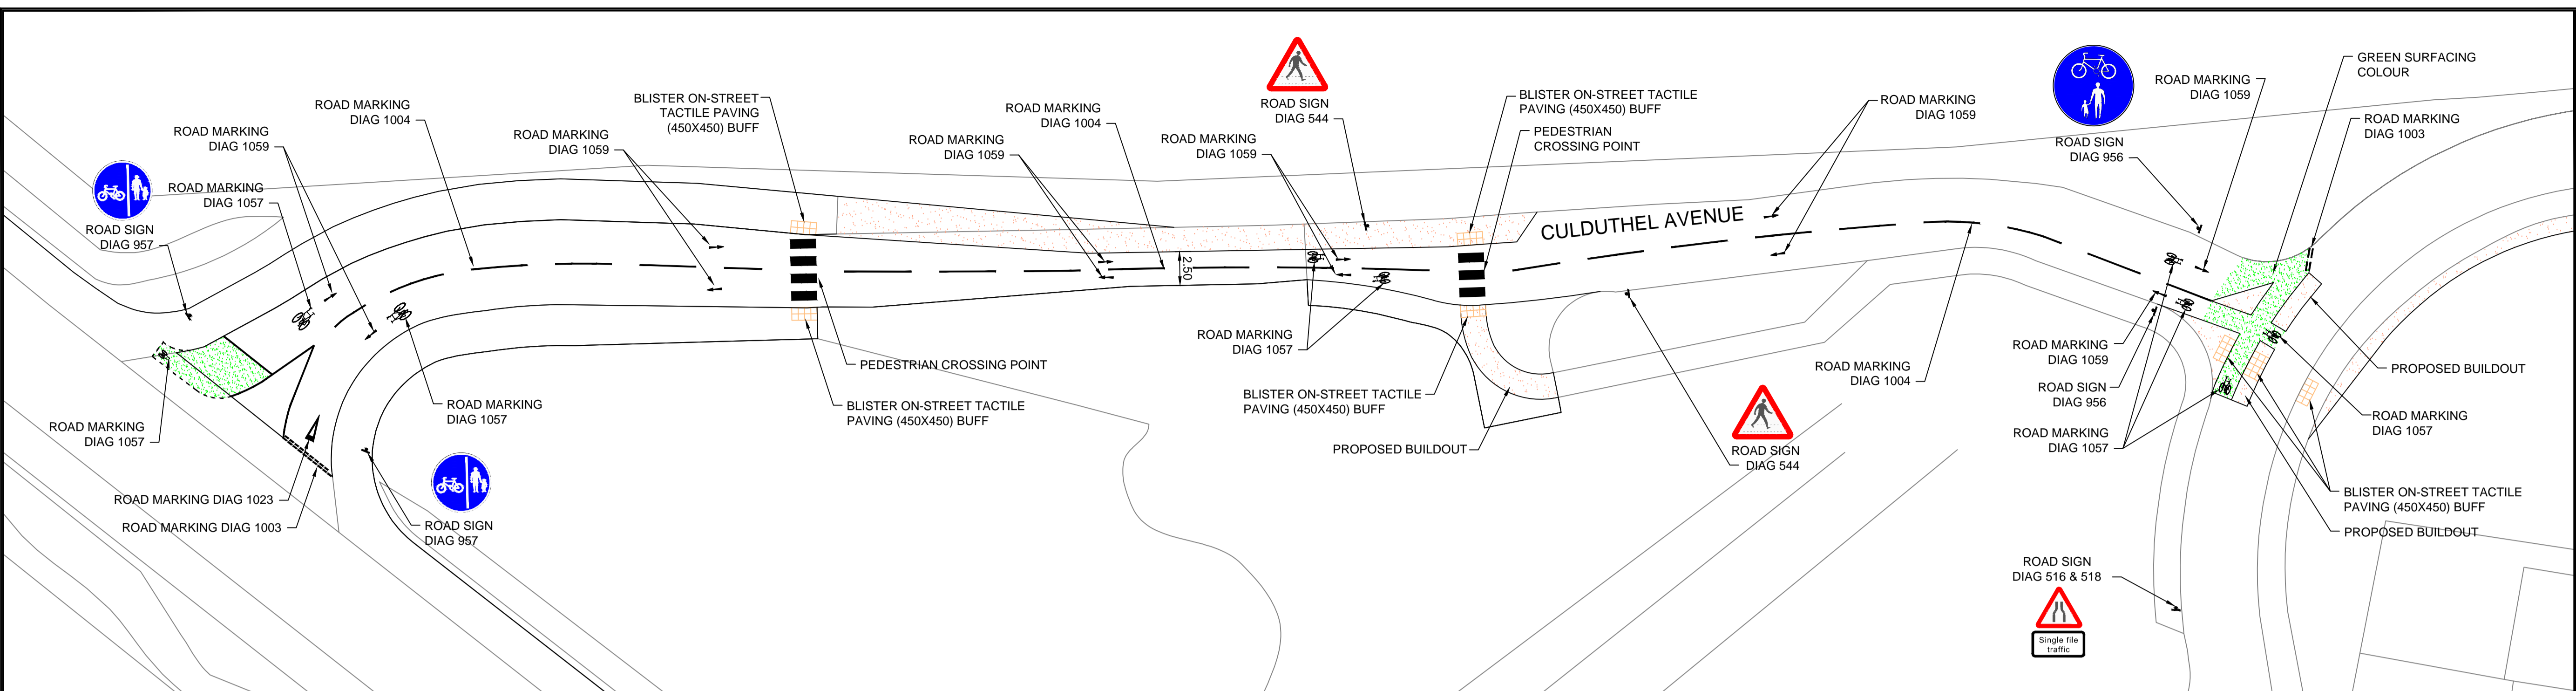 ROAD MARKING
DIAG 1059
ROAD MARKING
DIAG 1057
ROAD SIGN
DIAG 957
ROAD MARKING
DIAG 1004
ROAD MARKING
DIAG 1059
BLISTER ON-STREET
TACTILE PAVING
(450X450) BUFF
ROAD MARKING
DIAG 1059
ROAD MARKING
DIAG 1004
ROAD MARKING
DIAG 1059
ROAD SIGN
DIAG 544
BLISTER ON-STREET TACTILE
PAVING (450X450) BUFF
PEDESTRIAN
CROSSING POINT
CULDUTHEL AVENUE
ROAD MARKING
DIAG 1059
ROAD SIGN
DIAG 956
ROAD MARKING
DIAG 1059
GREEN SURFACING
COLOUR
ROAD MARKING
DIAG 1003
2.50
ROAD MARKING
DIAG 1057
ROAD MARKING DIAG 1023
ROAD MARKING DIAG 1003
ROAD MARKING
DIAG 1057
ROAD SIGN
DIAG 957
PEDESTRIAN CROSSING POINT
BLISTER ON-STREET TACTILE
PAVING (450X450) BUFF
ROAD MARKING
DIAG 1057
BLISTER ON-STREET TACTILE
PAVING (450X450) BUFF
PROPOSED BUILDOUT
ROAD SIGN
DIAG 544
ROAD MARKING
DIAG 1004
ROAD MARKING
DIAG 1059
ROAD SIGN
DIAG 956
ROAD MARKING
DIAG 1057
PROPOSED BUILDOUT
ROAD MARKING
DIAG 1057
BLISTER ON-STREET TACTILE
PAVING (450X450) BUFF
PROPOSED BUILDOUT
ROAD SIGN
DIAG 516 & 518
Single file
traffic